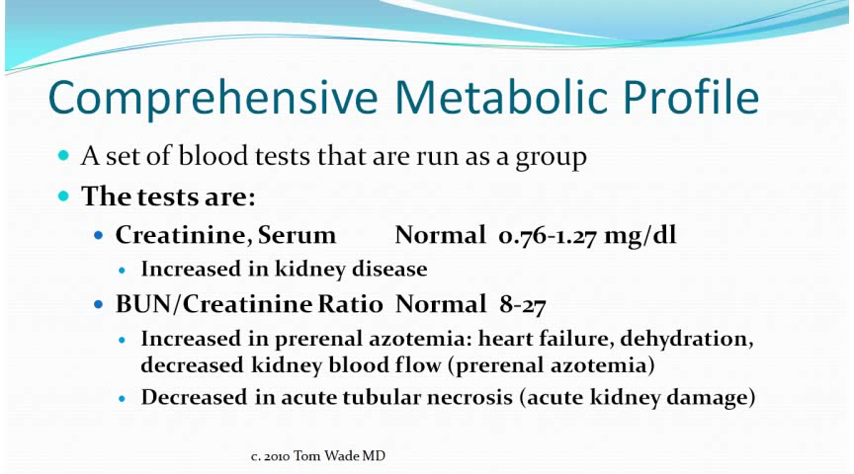 Comprehensive Metabolic Profile
A set of blood tests that are run as a group
The tests are:
Creatinine, Serum Normal 0.76-1.27 mg/dl
Increased in kidney disease
BUN/Creatinine Ratio Normal 8-27
Increased in prerenal azotemia: heart failure, dehydration,
decreased kidney blood flow (prerenal azotemia)
Decreased in acute tubular necrosis (acute kidney damage)
c. 2010 Tom Wade MD